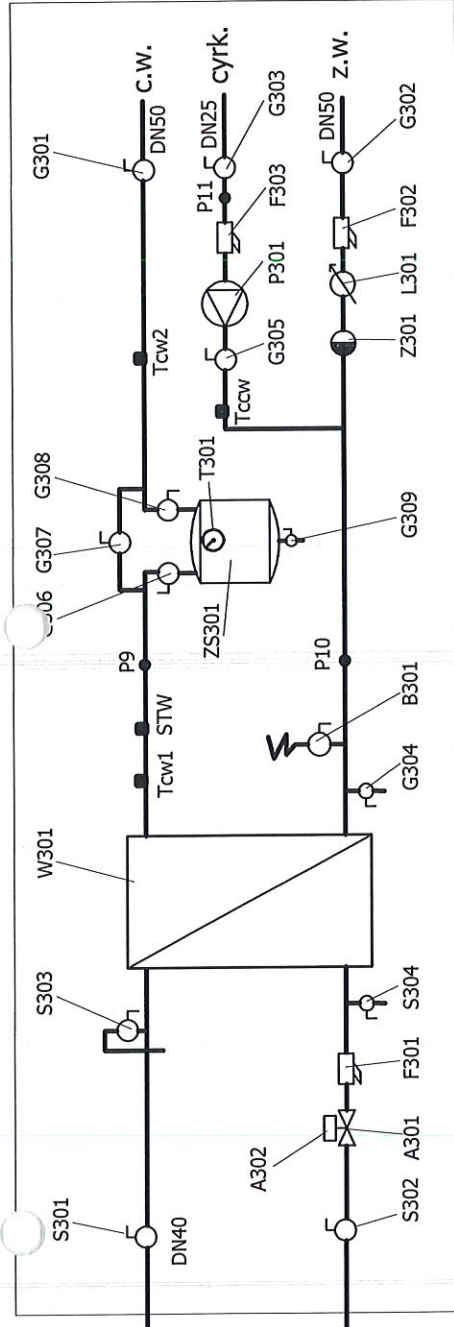 S301
S303
W301
Tcw1
STW
P9
G306
G307
G308
Tcw2
G301
DN50
c.w.
DN40
ZS301
T301
G309
Tccw
G305
P301
F303
P11
DN25
G303
cyrk.
A302
S302
A301
F301
S304
G304
B301
P10
Z301
L301
F302
DN50
G302
z.w.